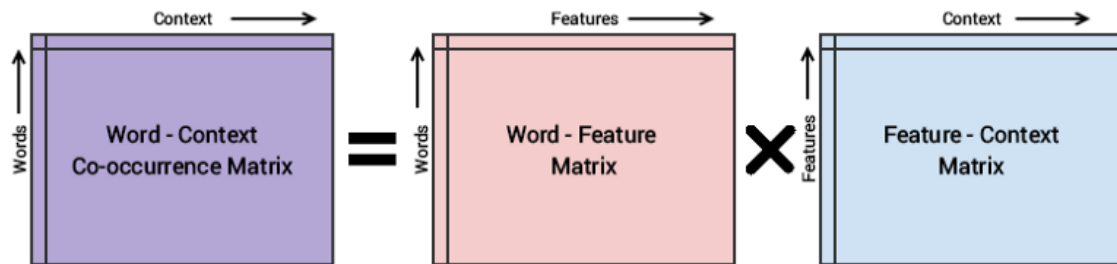 Context
Words
Word - Context
Co-occurrence Matrix
Features
Words
Word - Feature
Matrix
Context
Features
Feature - Context
Matrix